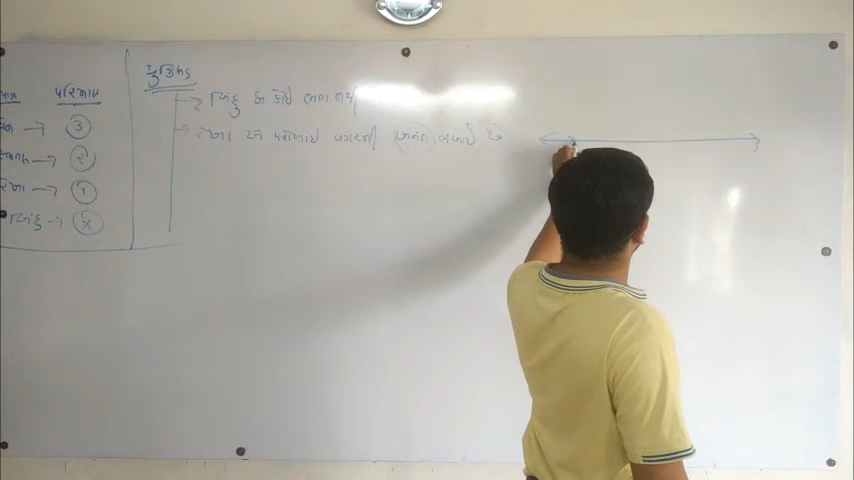 પાત્ર પરિમાણ
→ 3
→ 2
રેખા → 1
બિંદુ → X
યુક્લિડ
→ બિંદુ એ કોઈ ભાગ નથી
→ રેખા એ પહોળાઈ વગરની (અનંત) લંબાઈ છે